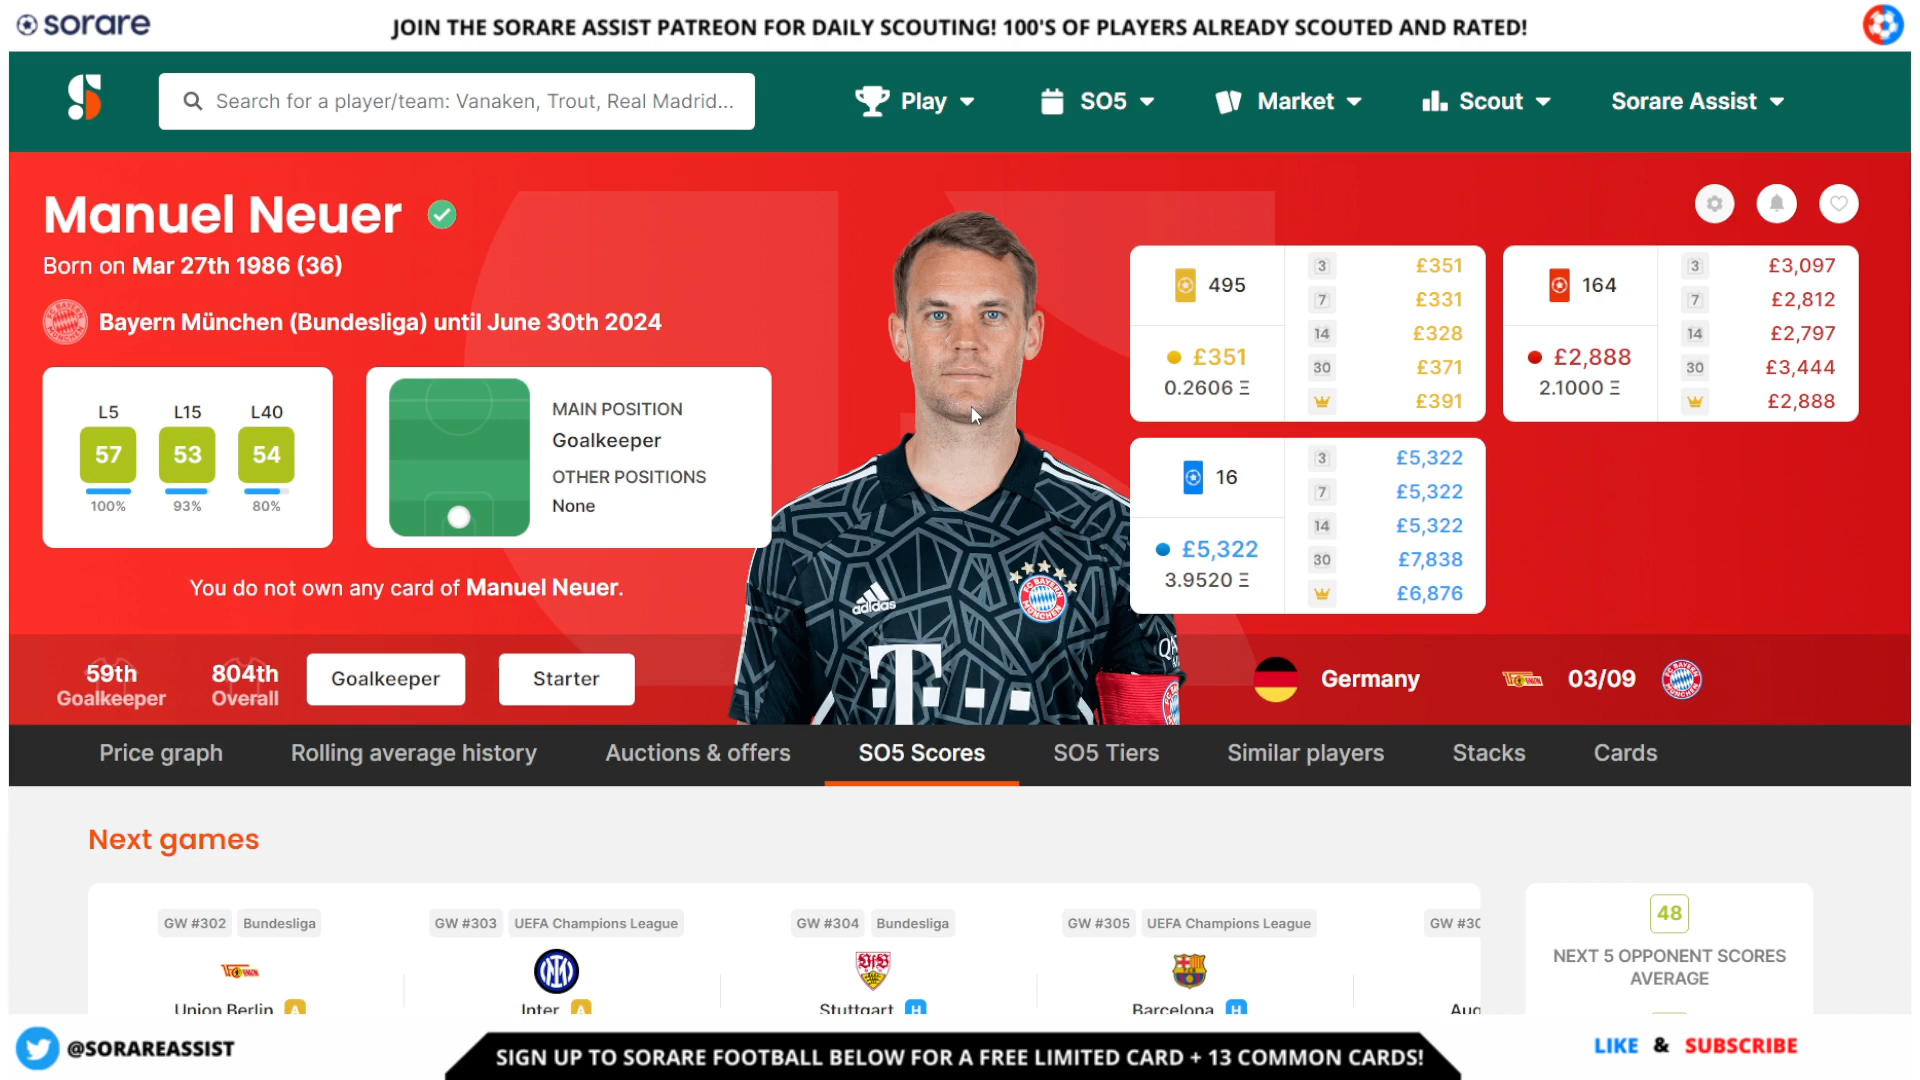 sorare
JOIN THE SORARE ASSIST PATREON FOR DAILY SCOUTING! 100'S OF PLAYERS ALREADY SCOUTED AND RATED!
Search for a player/team: Vanaken, Trout, Real Madrid...
Play
SO5
Market
Scout
Sorare Assist
Manuel Neuer
Born on Mar 27th 1986 (36)
Bayern München (Bundesliga) until June 30th 2024
L5 L15 L40
57 53 54
100% 93% 80%
MAIN POSITION
Goalkeeper
OTHER POSITIONS
None
You do not own any card of Manuel Neuer.
495
£351
0.2606 Ξ
3 £351
7 £331
14 £328
30 £371
£391
164
£2,888
2.1000 Ξ
3 £3,097
7 £2,812
14 £2,797
30 £3,444
£2,888
16
£5,322
3.9520 Ξ
3 £5,322
7 £5,322
14 £5,322
30 £7,838
£6,876
adidas
FC BAYERN
MÜNCHEN
T
59th
Goalkeeper
804th
Overall
Goalkeeper
Starter
Germany
03/09
Price graph
Rolling average history
Auctions & offers
SO5 Scores
SO5 Tiers
Similar players
Stacks
Cards
Next games
GW #302 Bundesliga
Union Berlin A
GW #303 UEFA Champions League
Inter A
GW #304 Bundesliga
Stuttgart H
GW #305 UEFA Champions League
Barcelona H
GW #30
Aug
48
NEXT 5 OPPONENT SCORES
AVERAGE
@SORAREASSIST
SIGN UP TO SORARE FOOTBALL BELOW FOR A FREE LIMITED CARD + 13 COMMON CARDS!
LIKE & SUBSCRIBE